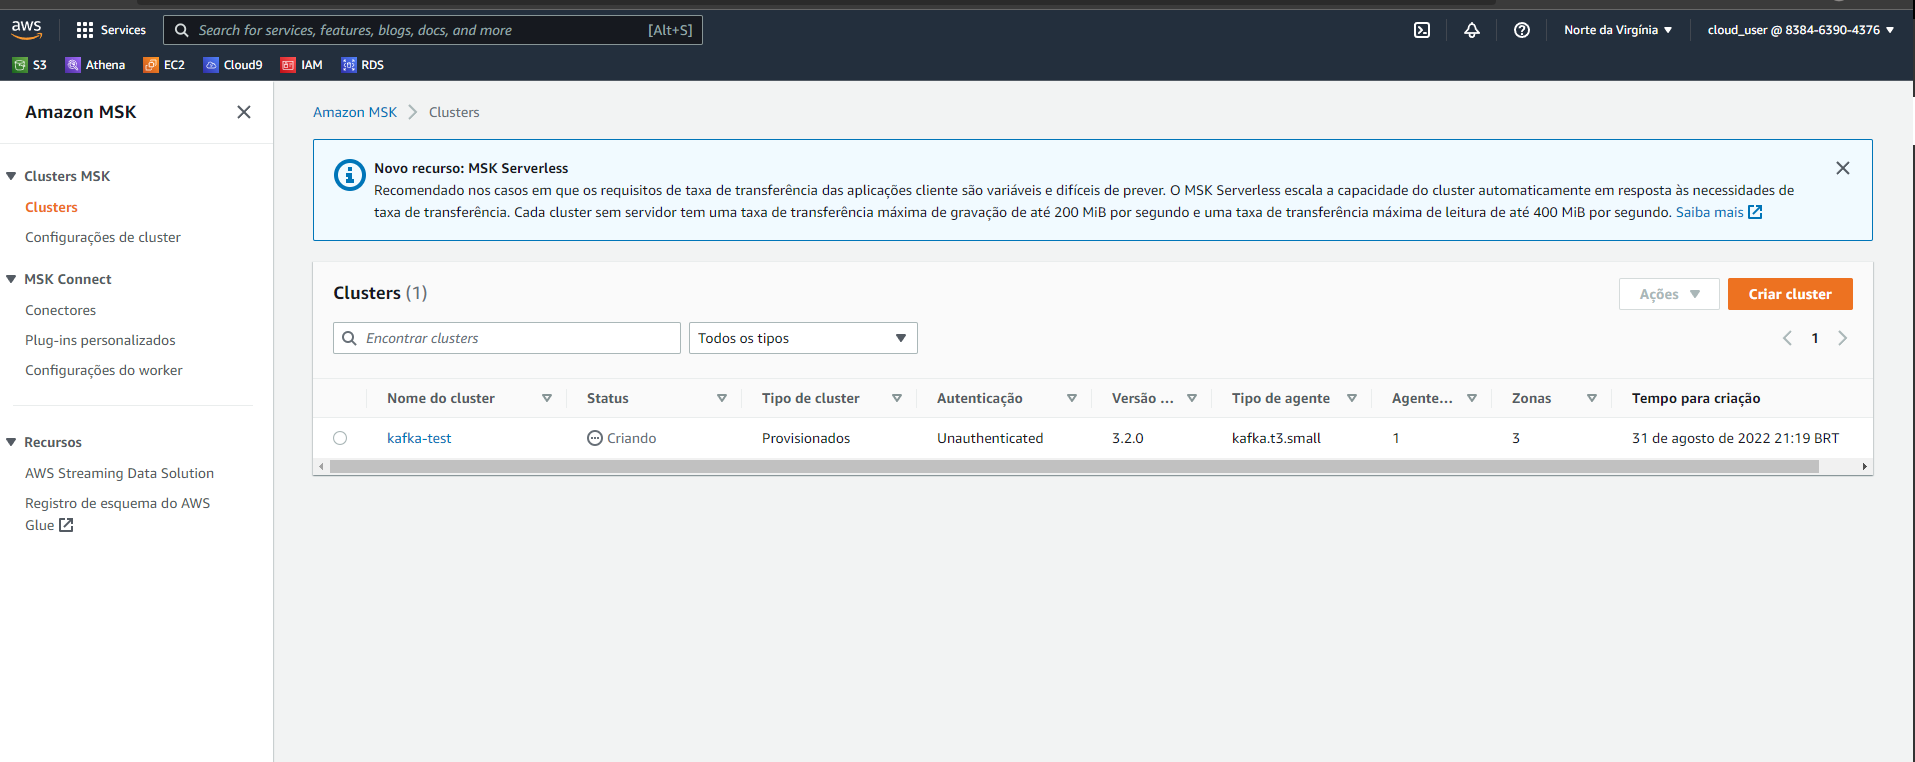 aws
Services
Search for services, features, blogs, docs, and more
[Alt+S]
Norte da Virgínia
cloud_user @ 8384-6390-4376
S3
Athena
EC2
Cloud9
IAM
RDS
Amazon MSK
Clusters MSK
Clusters
Configurações de cluster
MSK Connect
Conectores
Plug-ins personalizados
Configurações do worker
Recursos
AWS Streaming Data Solution
Registro de esquema do AWS
Glue
Amazon MSK
Clusters
Novo recurso: MSK Serverless
Recomendado nos casos em que os requisitos de taxa de transferência das aplicações cliente são variáveis e difíceis de prever. O MSK Serverless escala a capacidade do cluster automaticamente em resposta às necessidades de
taxa de transferência. Cada cluster sem servidor tem uma taxa de transferência máxima de gravação de até 200 MiB por segundo e uma taxa de transferência máxima de leitura de até 400 MiB por segundo. Saiba mais
Clusters (1)
Ações
Criar cluster
Encontrar clusters
Todos os tipos
1
Nome do cluster
Status
Tipo de cluster
Autenticação
Versão ...
Tipo de agente
Agente...
Zonas
Tempo para criação
kafka-test
Criando
Provisionados
Unauthenticated
3.2.0
kafka.t3.small
1
3
31 de agosto de 2022 21:19 BRT